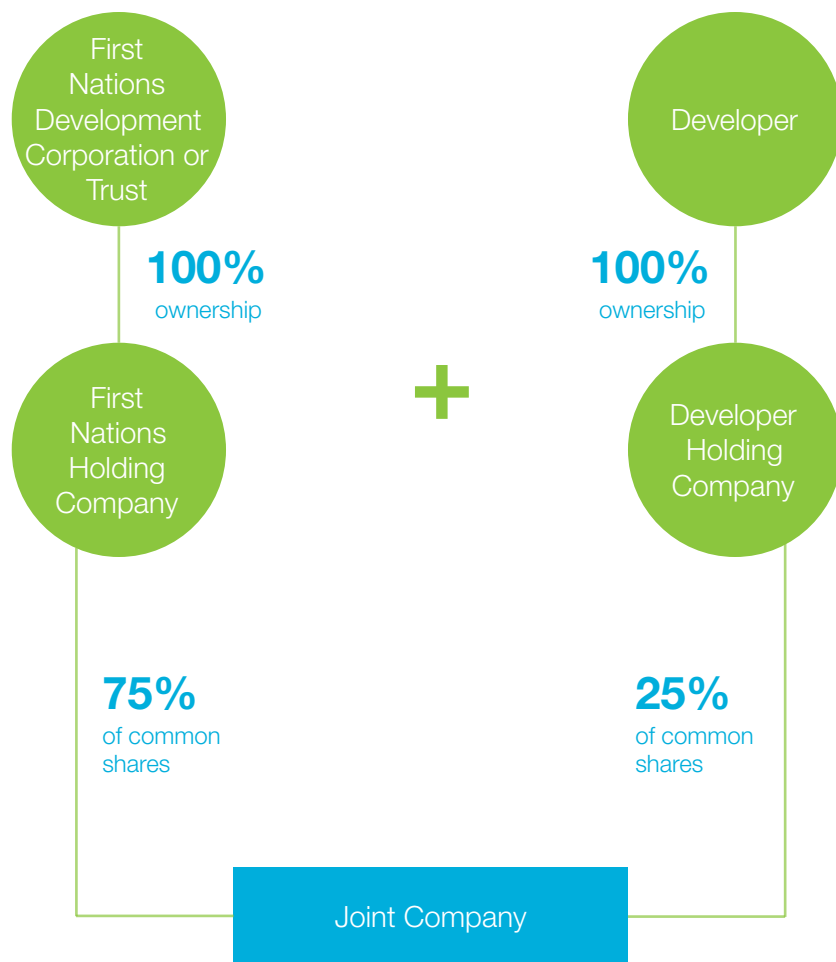 First
Nations
Development
Corporation or
Trust
Developer
100%
ownership
100%
ownership
First
Nations
Holding
Company
+
Developer
Holding
Company
75%
of common
shares
25%
of common
shares
Joint Company